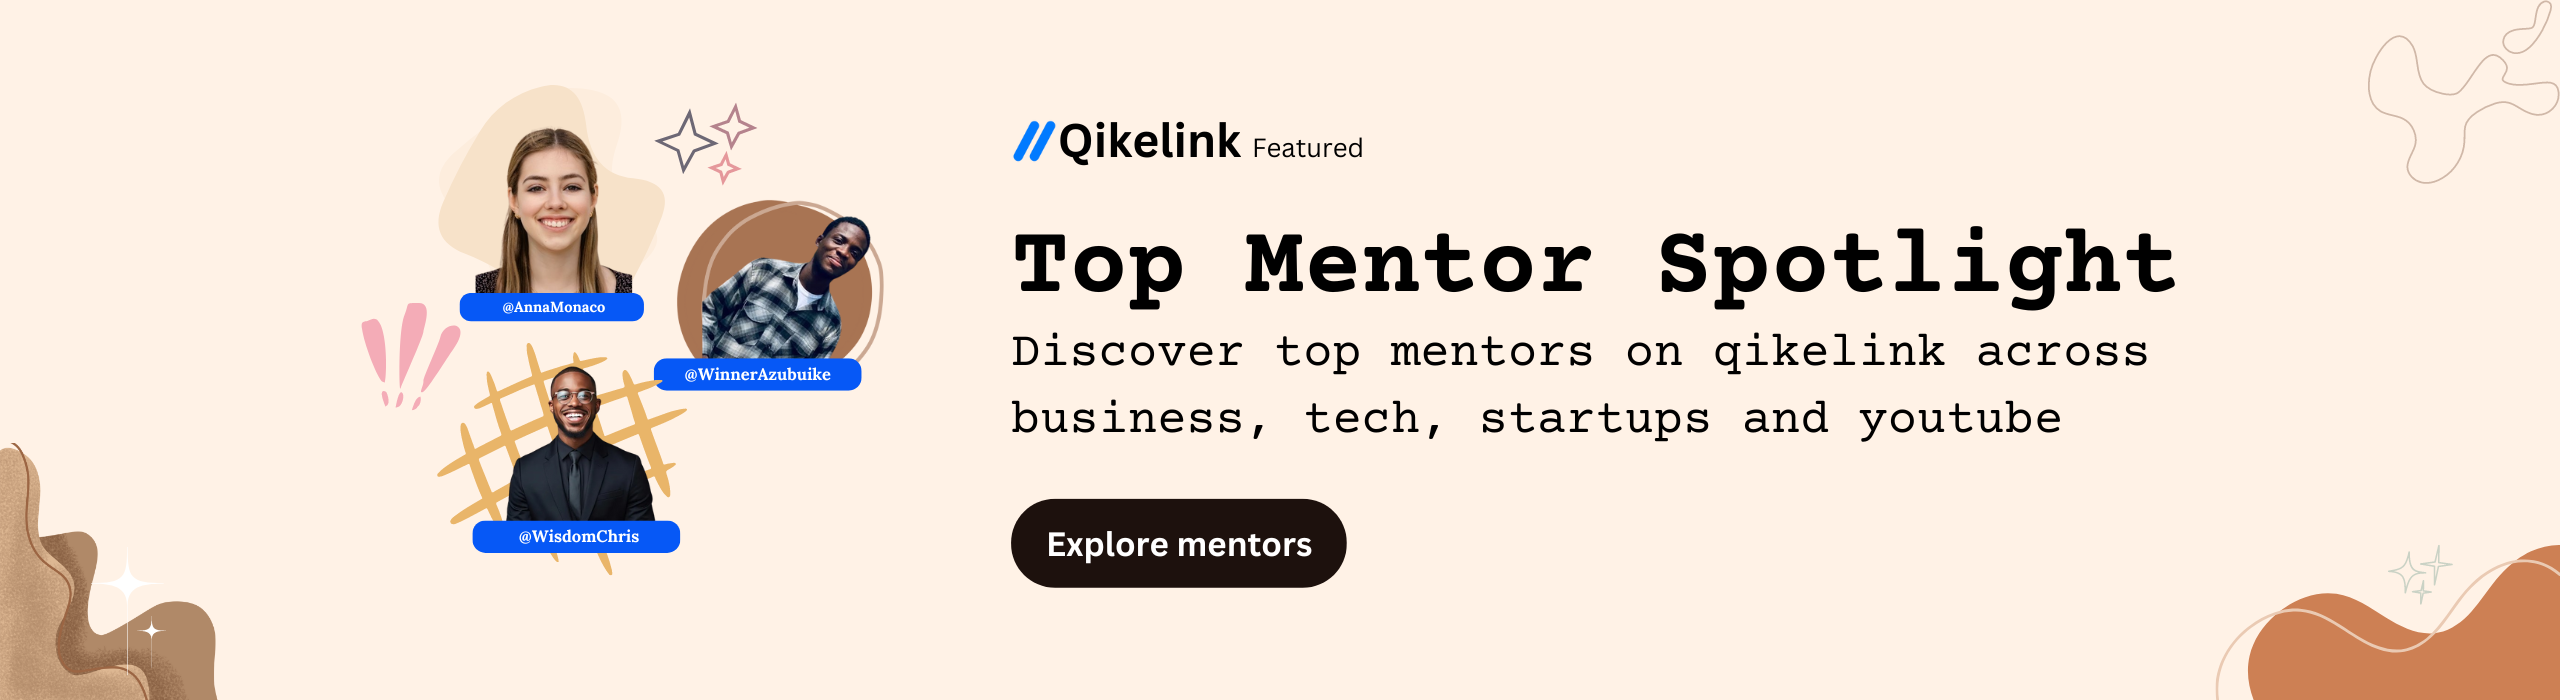 @AnnaMonaco
@WinnerAzubuike
@WisdomChris
Qikelink Featured
Top Mentor Spotlight
Discover top mentors on qikelink across
business, tech, startups and youtube
Explore mentors